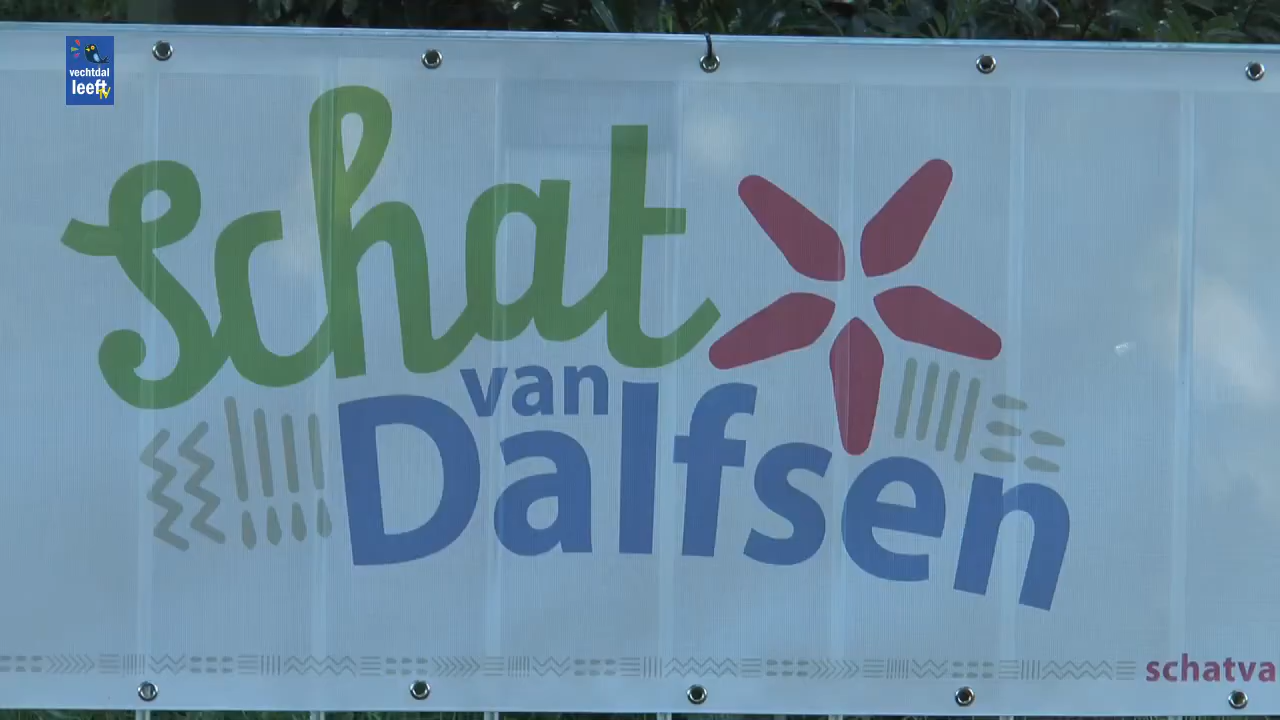 vechtdal
leeft
TV
Schat
van
Dalfsen
schatva